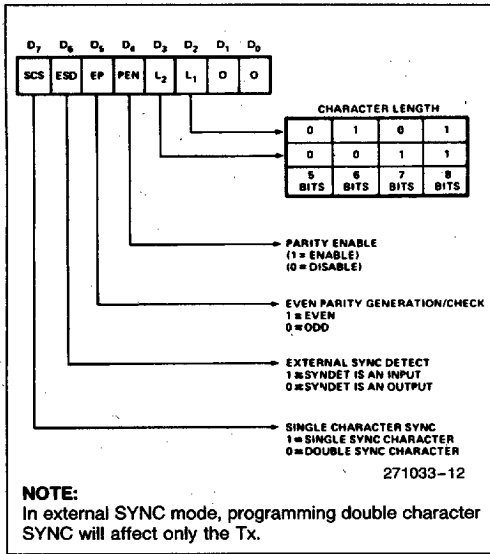 D7 D6 D5 D4 D3 D2 D1 D0
SCS ESD EP PEN L2 L1 0 0
CHARACTER LENGTH
0 1 0 1
0 0 1 1
5 BITS 6 BITS 7 BITS 8 BITS
PARITY ENABLE
(1 = ENABLE)
(0 = DISABLE)
EVEN PARITY GENERATION/CHECK
1 = EVEN
0 = ODD
EXTERNAL SYNC DETECT
1 = SYNDET IS AN INPUT
0 = SYNDET IS AN OUTPUT
SINGLE CHARACTER SYNC
1 = SINGLE SYNC CHARACTER
0 = DOUBLE SYNC CHARACTER
271033-12
NOTE:
In external SYNC mode, programming double character
SYNC will affect only the Tx.